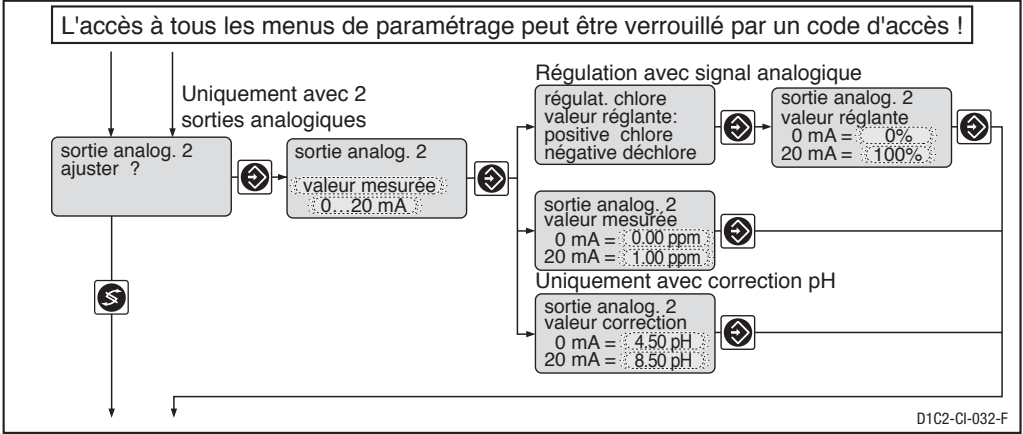 L'accès à tous les menus de paramétrage peut être verrouillé par un code d'accès !
Uniquement avec 2
sorties analogiques
sortie analog. 2
ajuster ?
sortie analog. 2
valeur mesurée
0...20 mA
Régulation avec signal analogique
régulat. chlore
valeur réglante:
positive chlore
négative déchlore
sortie analog. 2
valeur réglante
0 mA = 0%
20 mA = 100%
sortie analog. 2
valeur mesurée
0 mA = 0.00 ppm
20 mA = 1.00 ppm
Uniquement avec correction pH
sortie analog. 2
valeur correction
0 mA = 4.50 pH
20 mA = 8.50 pH
D1C2-Cl-032-F